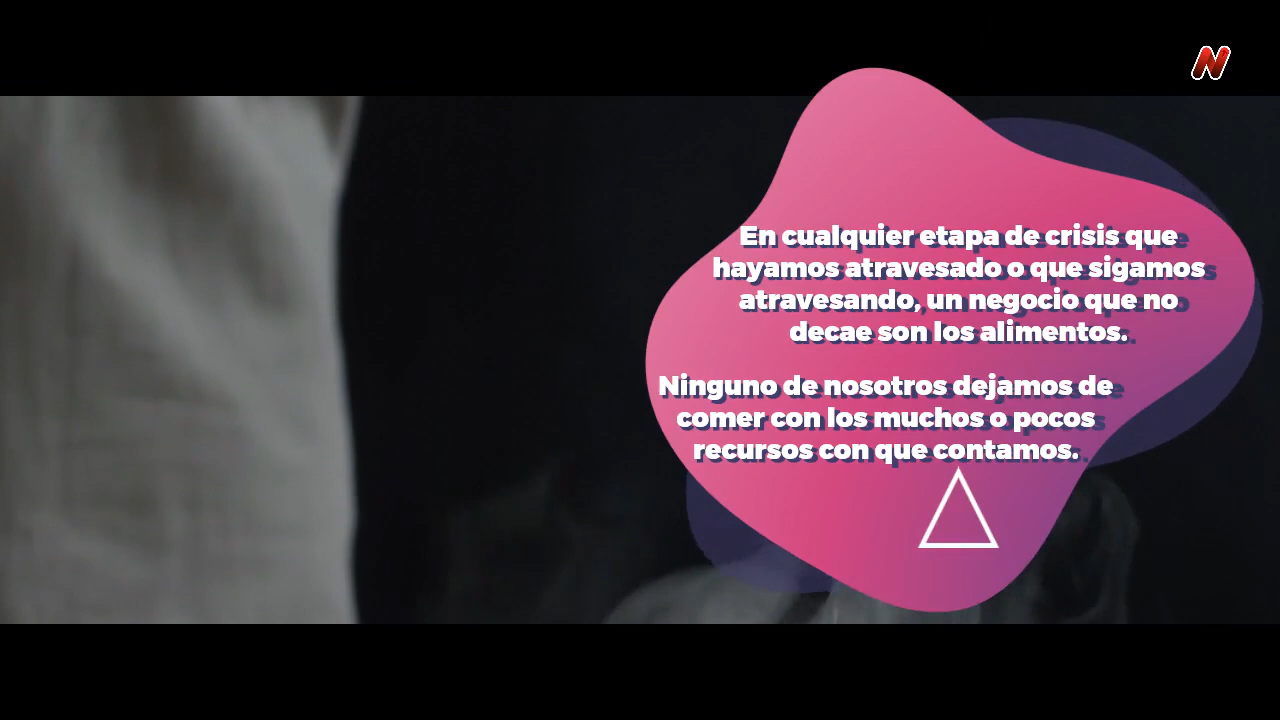 N
En cualquier etapa de crisis que
hayamos atravesado o que sigamos
atravesando, un negocio que no
decae son los alimentos.
Ninguno de nosotros dejamos de
comer con los muchos o pocos
recursos con que contamos.